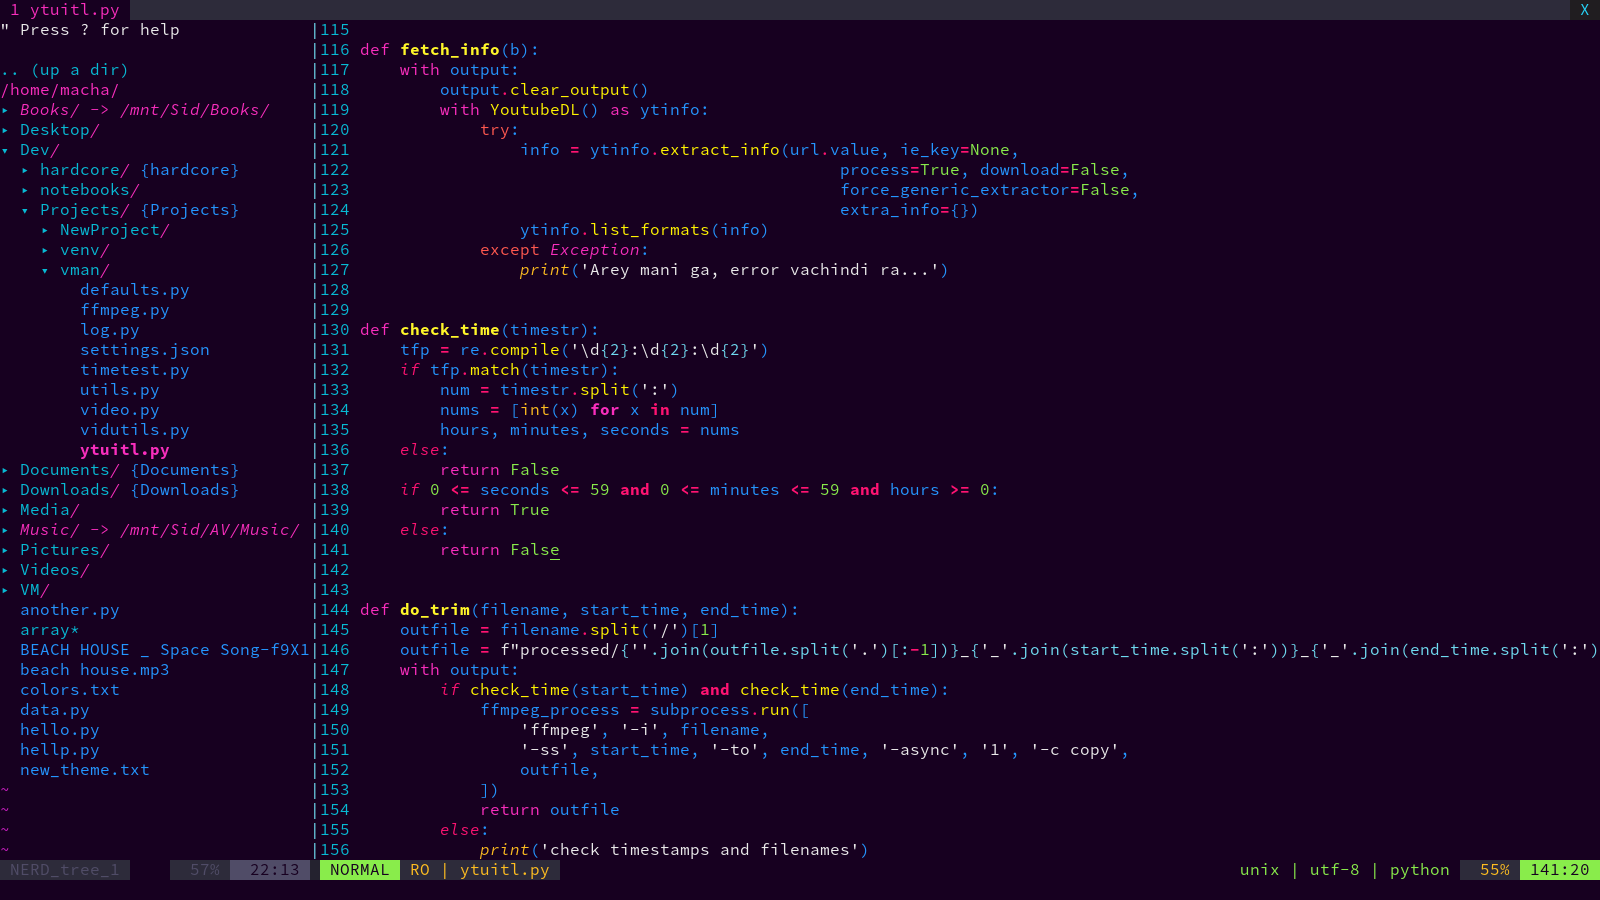 1 ytuitl.py X
" Press ? for help
.. (up a dir)
/home/macha/
▸ Books/ -> /mnt/Sid/Books/
▸ Desktop/
▾ Dev/
  ▸ hardcore/ {hardcore}
  ▸ notebooks/
  ▾ Projects/ {Projects}
    ▸ NewProject/
    ▸ venv/
    ▾ vman/
        defaults.py
        ffmpeg.py
        log.py
        settings.json
        timetest.py
        utils.py
        video.py
        vidutils.py
        ytuitl.py
▸ Documents/ {Documents}
▸ Downloads/ {Downloads}
▸ Media/
▸ Music/ -> /mnt/Sid/AV/Music/
▸ Pictures/
▸ Videos/
▸ VM/
  another.py
  array*
  BEACH HOUSE _ Space Song-f9X1
  beach house.mp3
  colors.txt
  data.py
  hello.py
  hellp.py
  new_theme.txt
~
~
~
~
NERD_tree_1 57% 22:13
115
116 def fetch_info(b):
117     with output:
118         output.clear_output()
119         with YoutubeDL() as ytinfo:
120             try:
121                 info = ytinfo.extract_info(url.value, ie_key=None,
122                                                 process=True, download=False,
123                                                 force_generic_extractor=False,
124                                                 extra_info={})
125                 ytinfo.list_formats(info)
126             except Exception:
127                 print('Arey mani ga, error vachindi ra...')
128
129
130 def check_time(timestr):
131     tfp = re.compile('\d{2}:\d{2}:\d{2}')
132     if tfp.match(timestr):
133         num = timestr.split(':')
134         nums = [int(x) for x in num]
135         hours, minutes, seconds = nums
136     else:
137         return False
138     if 0 <= seconds <= 59 and 0 <= minutes <= 59 and hours >= 0:
139         return True
140     else:
141         return False
142
143
144 def do_trim(filename, start_time, end_time):
145     outfile = filename.split('/')[1]
146     outfile = f"processed/{''.join(outfile.split('.')[:-1])}_{'_'.join(start_time.split(':'))}_{'_'.join(end_time.split(':')
147     with output:
148         if check_time(start_time) and check_time(end_time):
149             ffmpeg_process = subprocess.run([
150                 'ffmpeg', '-i', filename,
151                 '-ss', start_time, '-to', end_time, '-async', '1', '-c copy',
152                 outfile,
153             ])
154             return outfile
155         else:
156             print('check timestamps and filenames')
NORMAL RO | ytuitl.py unix | utf-8 | python 55% 141:20